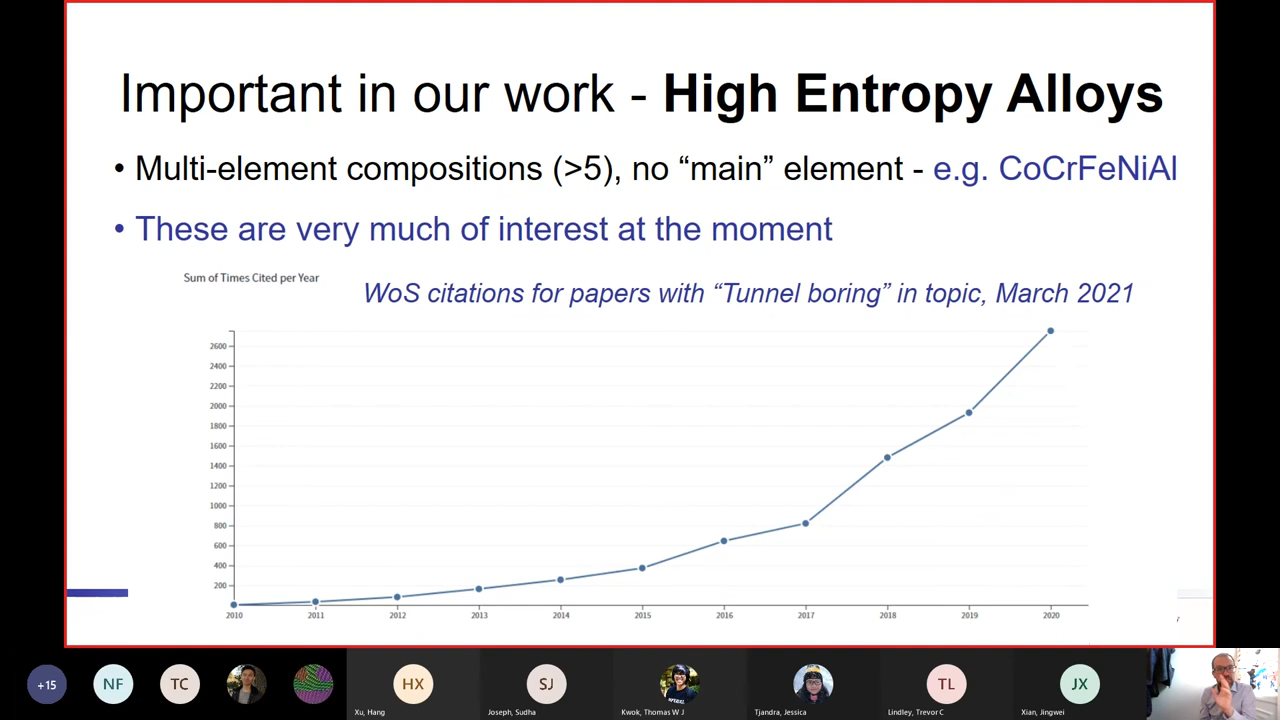 Important in our work - High Entropy Alloys
• Multi-element compositions (>5), no “main” element - e.g. CoCrFeNiAl
• These are very much of interest at the moment
Sum of Times Cited per Year
WoS citations for papers with “Tunnel boring” in topic, March 2021
2600
2400
2200
2000
1800
1600
1400
1200
1000
800
600
400
200
2010 2011 2012 2013 2014 2015 2016 2017 2018 2019 2020
+15 NF TC HX SJ TL JX
Xu, Hang Joseph, Sudha Kwok, Thomas W J Tjandra, Jessica Lindley, Trevor C Xian, Jingwei